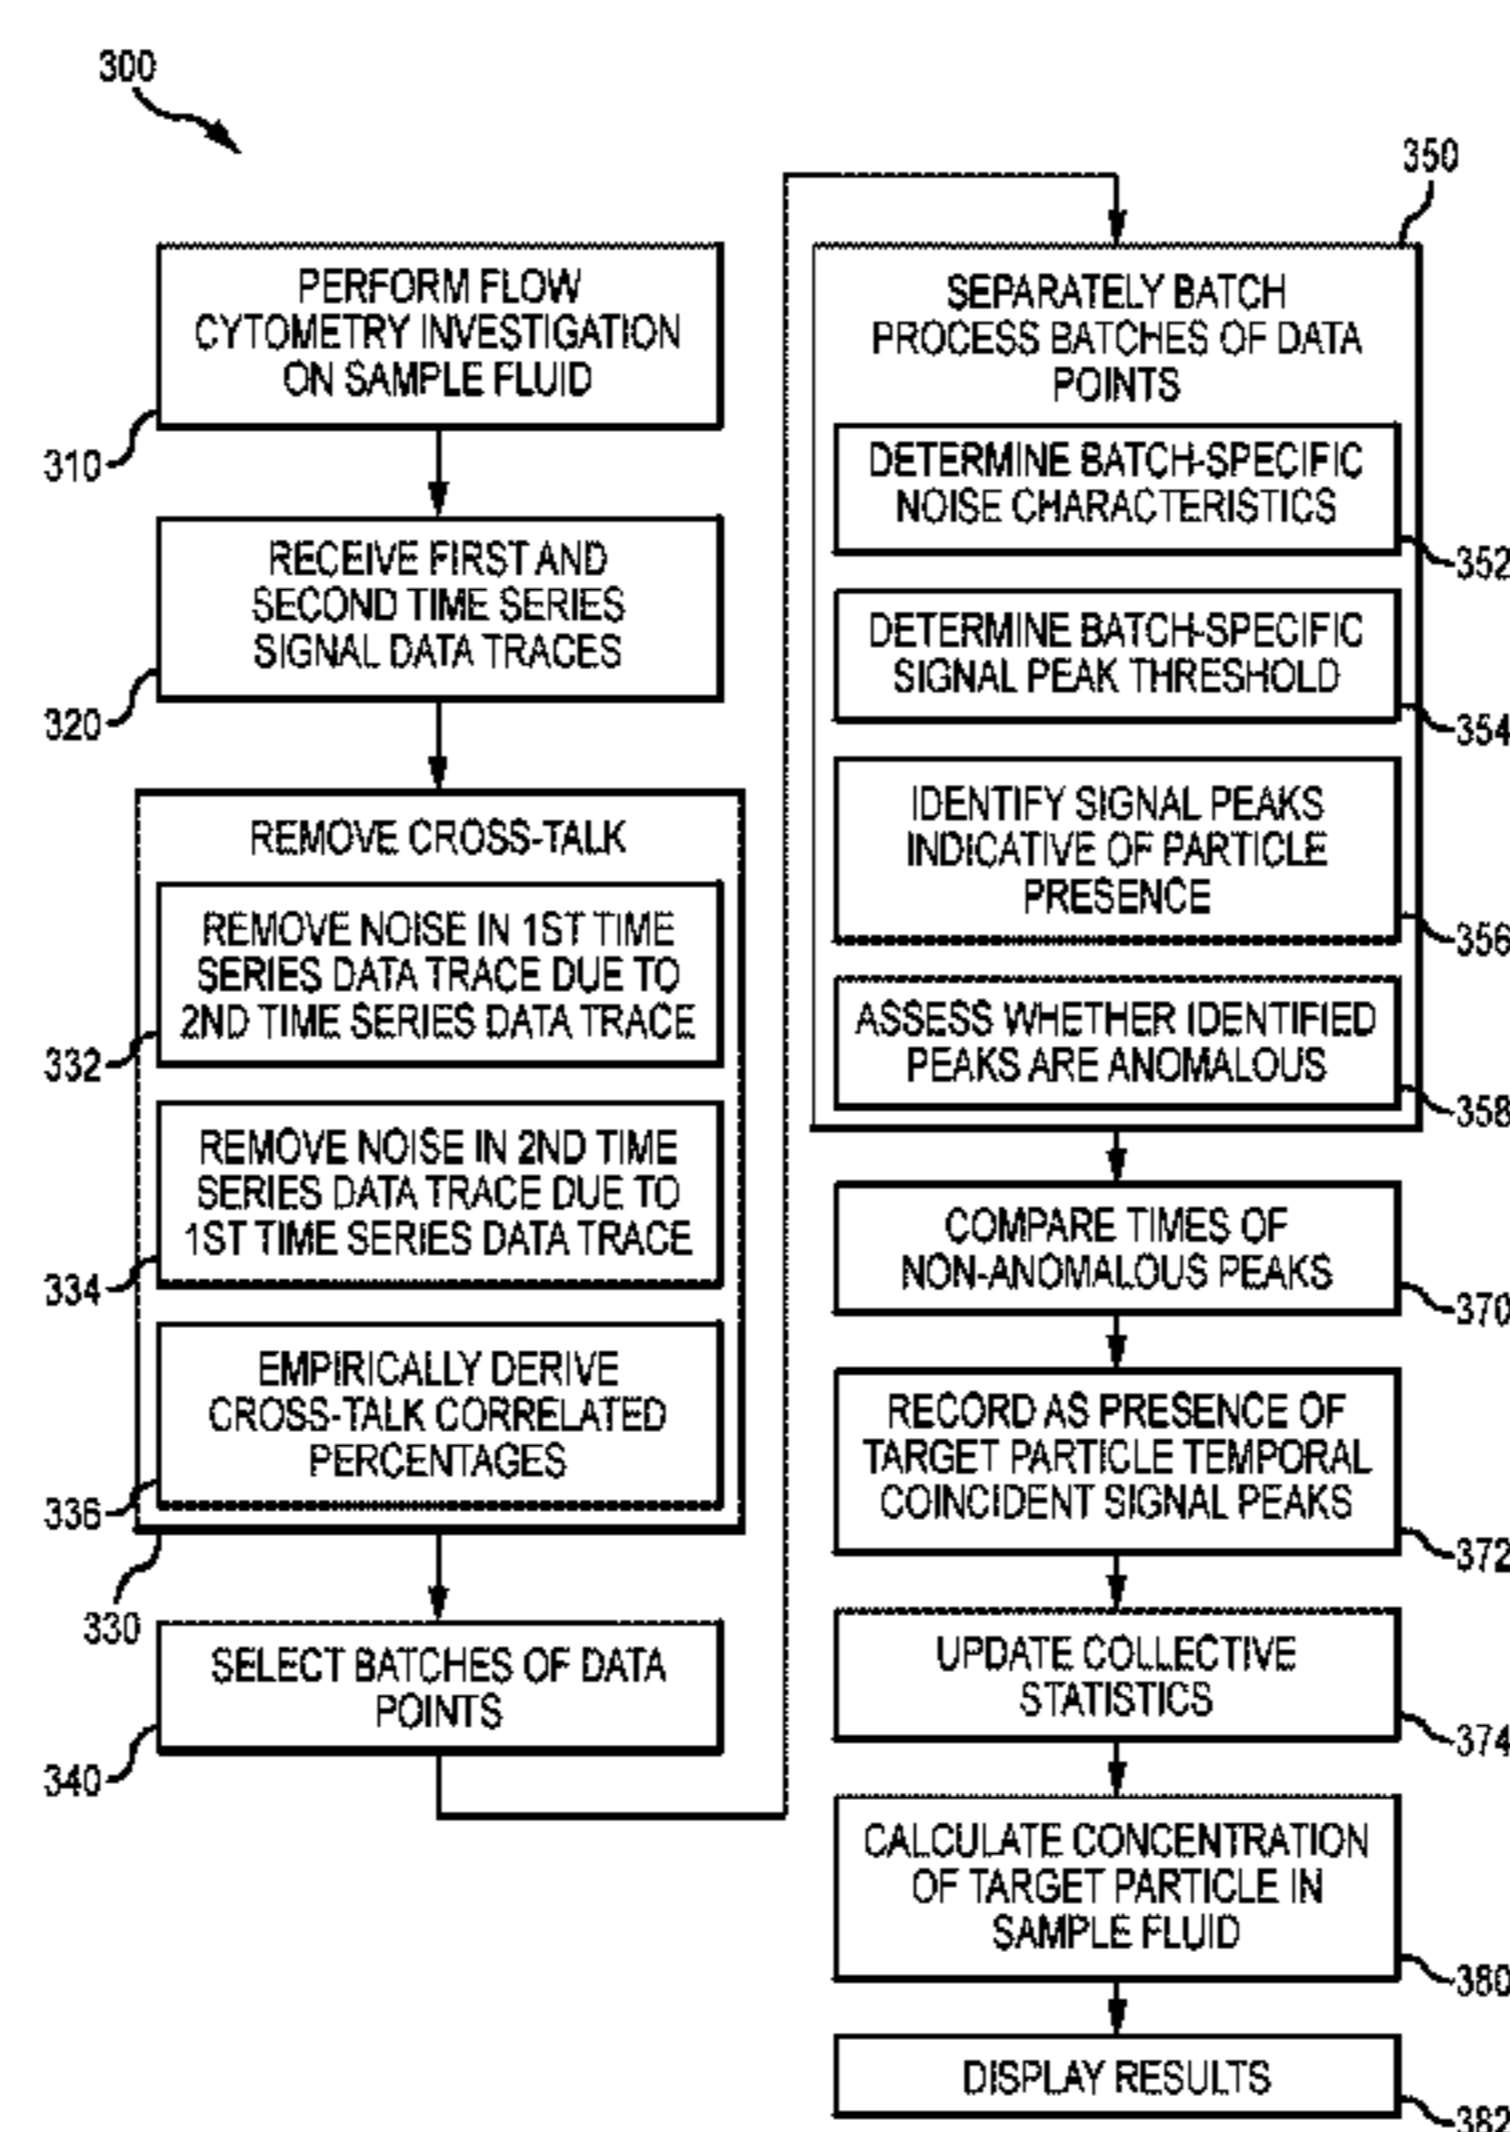 300
PERFORM FLOW
CYTOMETRY INVESTIGATION
ON SAMPLE FLUID
310
RECEIVE FIRST AND
SECOND TIME SERIES
SIGNAL DATA TRACES
320
REMOVE CROSS-TALK
REMOVE NOISE IN 1ST TIME
SERIES DATA TRACE DUE TO
2ND TIME SERIES DATA TRACE
332
REMOVE NOISE IN 2ND TIME
SERIES DATA TRACE DUE TO
1ST TIME SERIES DATA TRACE
334
EMPIRICALLY DERIVE
CROSS-TALK CORRELATED
PERCENTAGES
336
330
SELECT BATCHES OF DATA
POINTS
340
350
SEPARATELY BATCH
PROCESS BATCHES OF DATA
POINTS
DETERMINE BATCH-SPECIFIC
NOISE CHARACTERISTICS
352
DETERMINE BATCH-SPECIFIC
SIGNAL PEAK THRESHOLD
354
IDENTIFY SIGNAL PEAKS
INDICATIVE OF PARTICLE
PRESENCE
356
ASSESS WHETHER IDENTIFIED
PEAKS ARE ANOMALOUS
358
COMPARE TIMES OF
NON-ANOMALOUS PEAKS
370
RECORD AS PRESENCE OF
TARGET PARTICLE TEMPORAL
COINCIDENT SIGNAL PEAKS
372
UPDATE COLLECTIVE
STATISTICS
374
CALCULATE CONCENTRATION
OF TARGET PARTICLE IN
SAMPLE FLUID
380
DISPLAY RESULTS
382